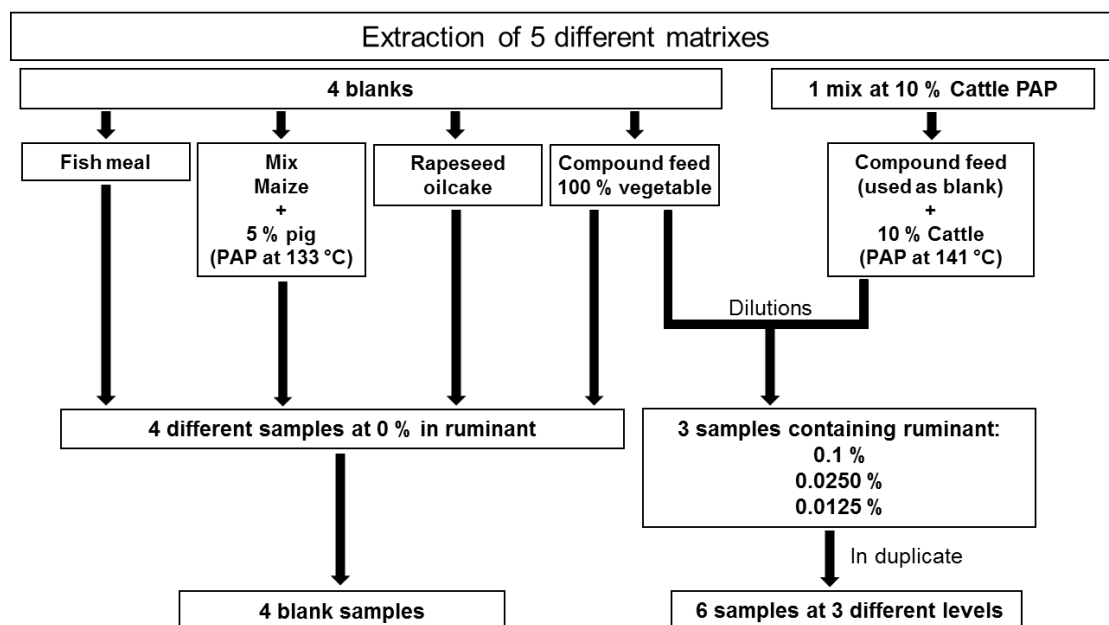 Extraction of 5 different matrixes
4 blanks
1 mix at 10 % Cattle PAP
Fish meal
Mix
Maize
+
5 % pig
(PAP at 133 °C)
Rapeseed
oilcake
Compound feed
100 % vegetable
Compound feed
(used as blank)
+
10 % Cattle
(PAP at 141 °C)
Dilutions
4 different samples at 0 % in ruminant
3 samples containing ruminant:
0.1 %
0.0250 %
0.0125 %
In duplicate
4 blank samples
6 samples at 3 different levels